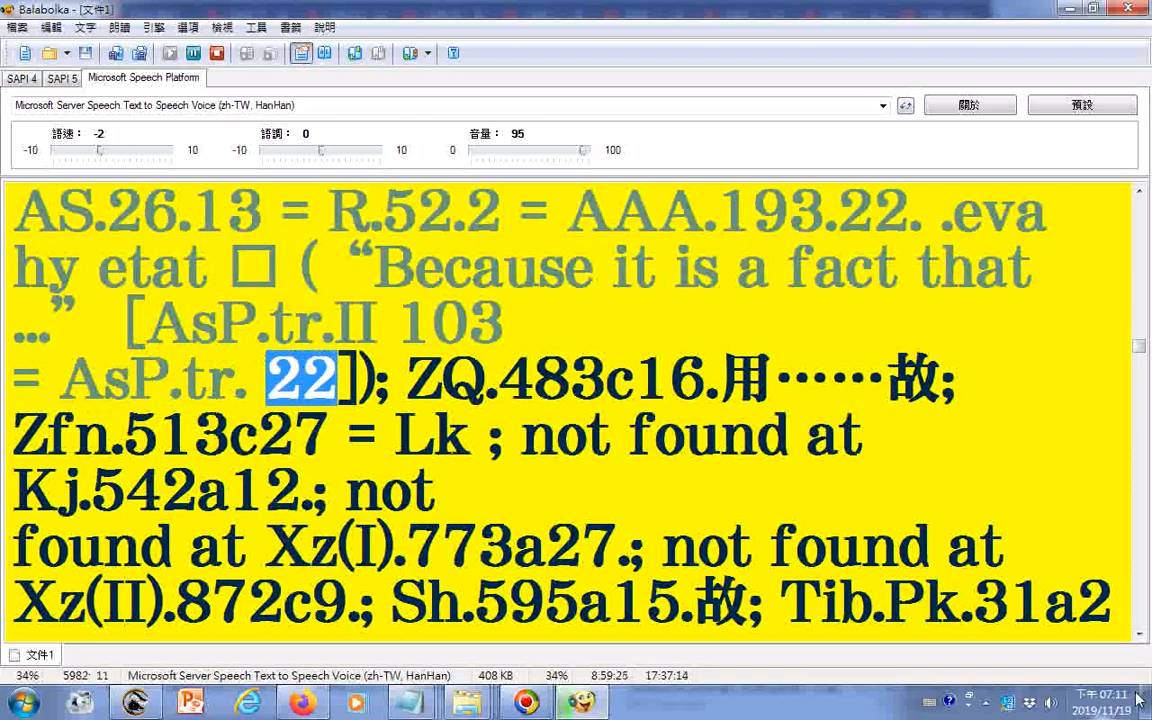 Balabolka - [文件1]
檔案 編輯 文字 朗讀 引擎 選項 檢視 工具 書籤 說明
SAPI 4 SAPI 5 Microsoft Speech Platform
Microsoft Server Speech Text to Speech Voice (zh-TW, HanHan) 關於 預設
語速： -2 語調： 0 音量： 95
-10 10 -10 10 0 100
AS.26.13 = R.52.2 = AAA.193.22. .eva
hy etat □ (“Because it is a fact that
...” [AsP.tr.II 103
= AsP.tr. 22]); ZQ.483c16.用……故;
Zfn.513c27 = Lk ; not found at
Kj.542a12.; not
found at Xz(I).773a27.; not found at
Xz(II).872c9.; Sh.595a15.故; Tib.Pk.31a2
文件1
34% 5982: 11 Microsoft Server Speech Text to Speech Voice (zh-TW, HanHan) 408 KB 34% 8:59:25 17:37:14
下午 07:11
2019/11/19